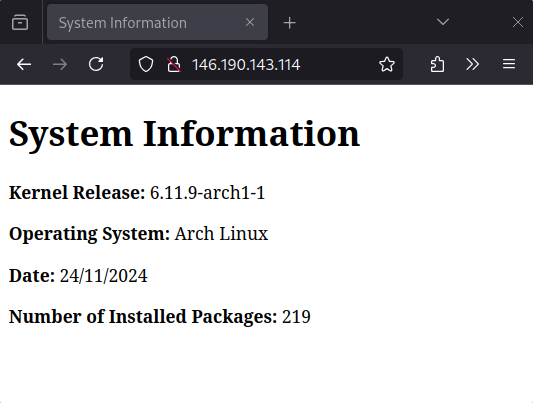 System Information
146.190.143.114
System Information
Kernel Release: 6.11.9-arch1-1
Operating System: Arch Linux
Date: 24/11/2024
Number of Installed Packages: 219